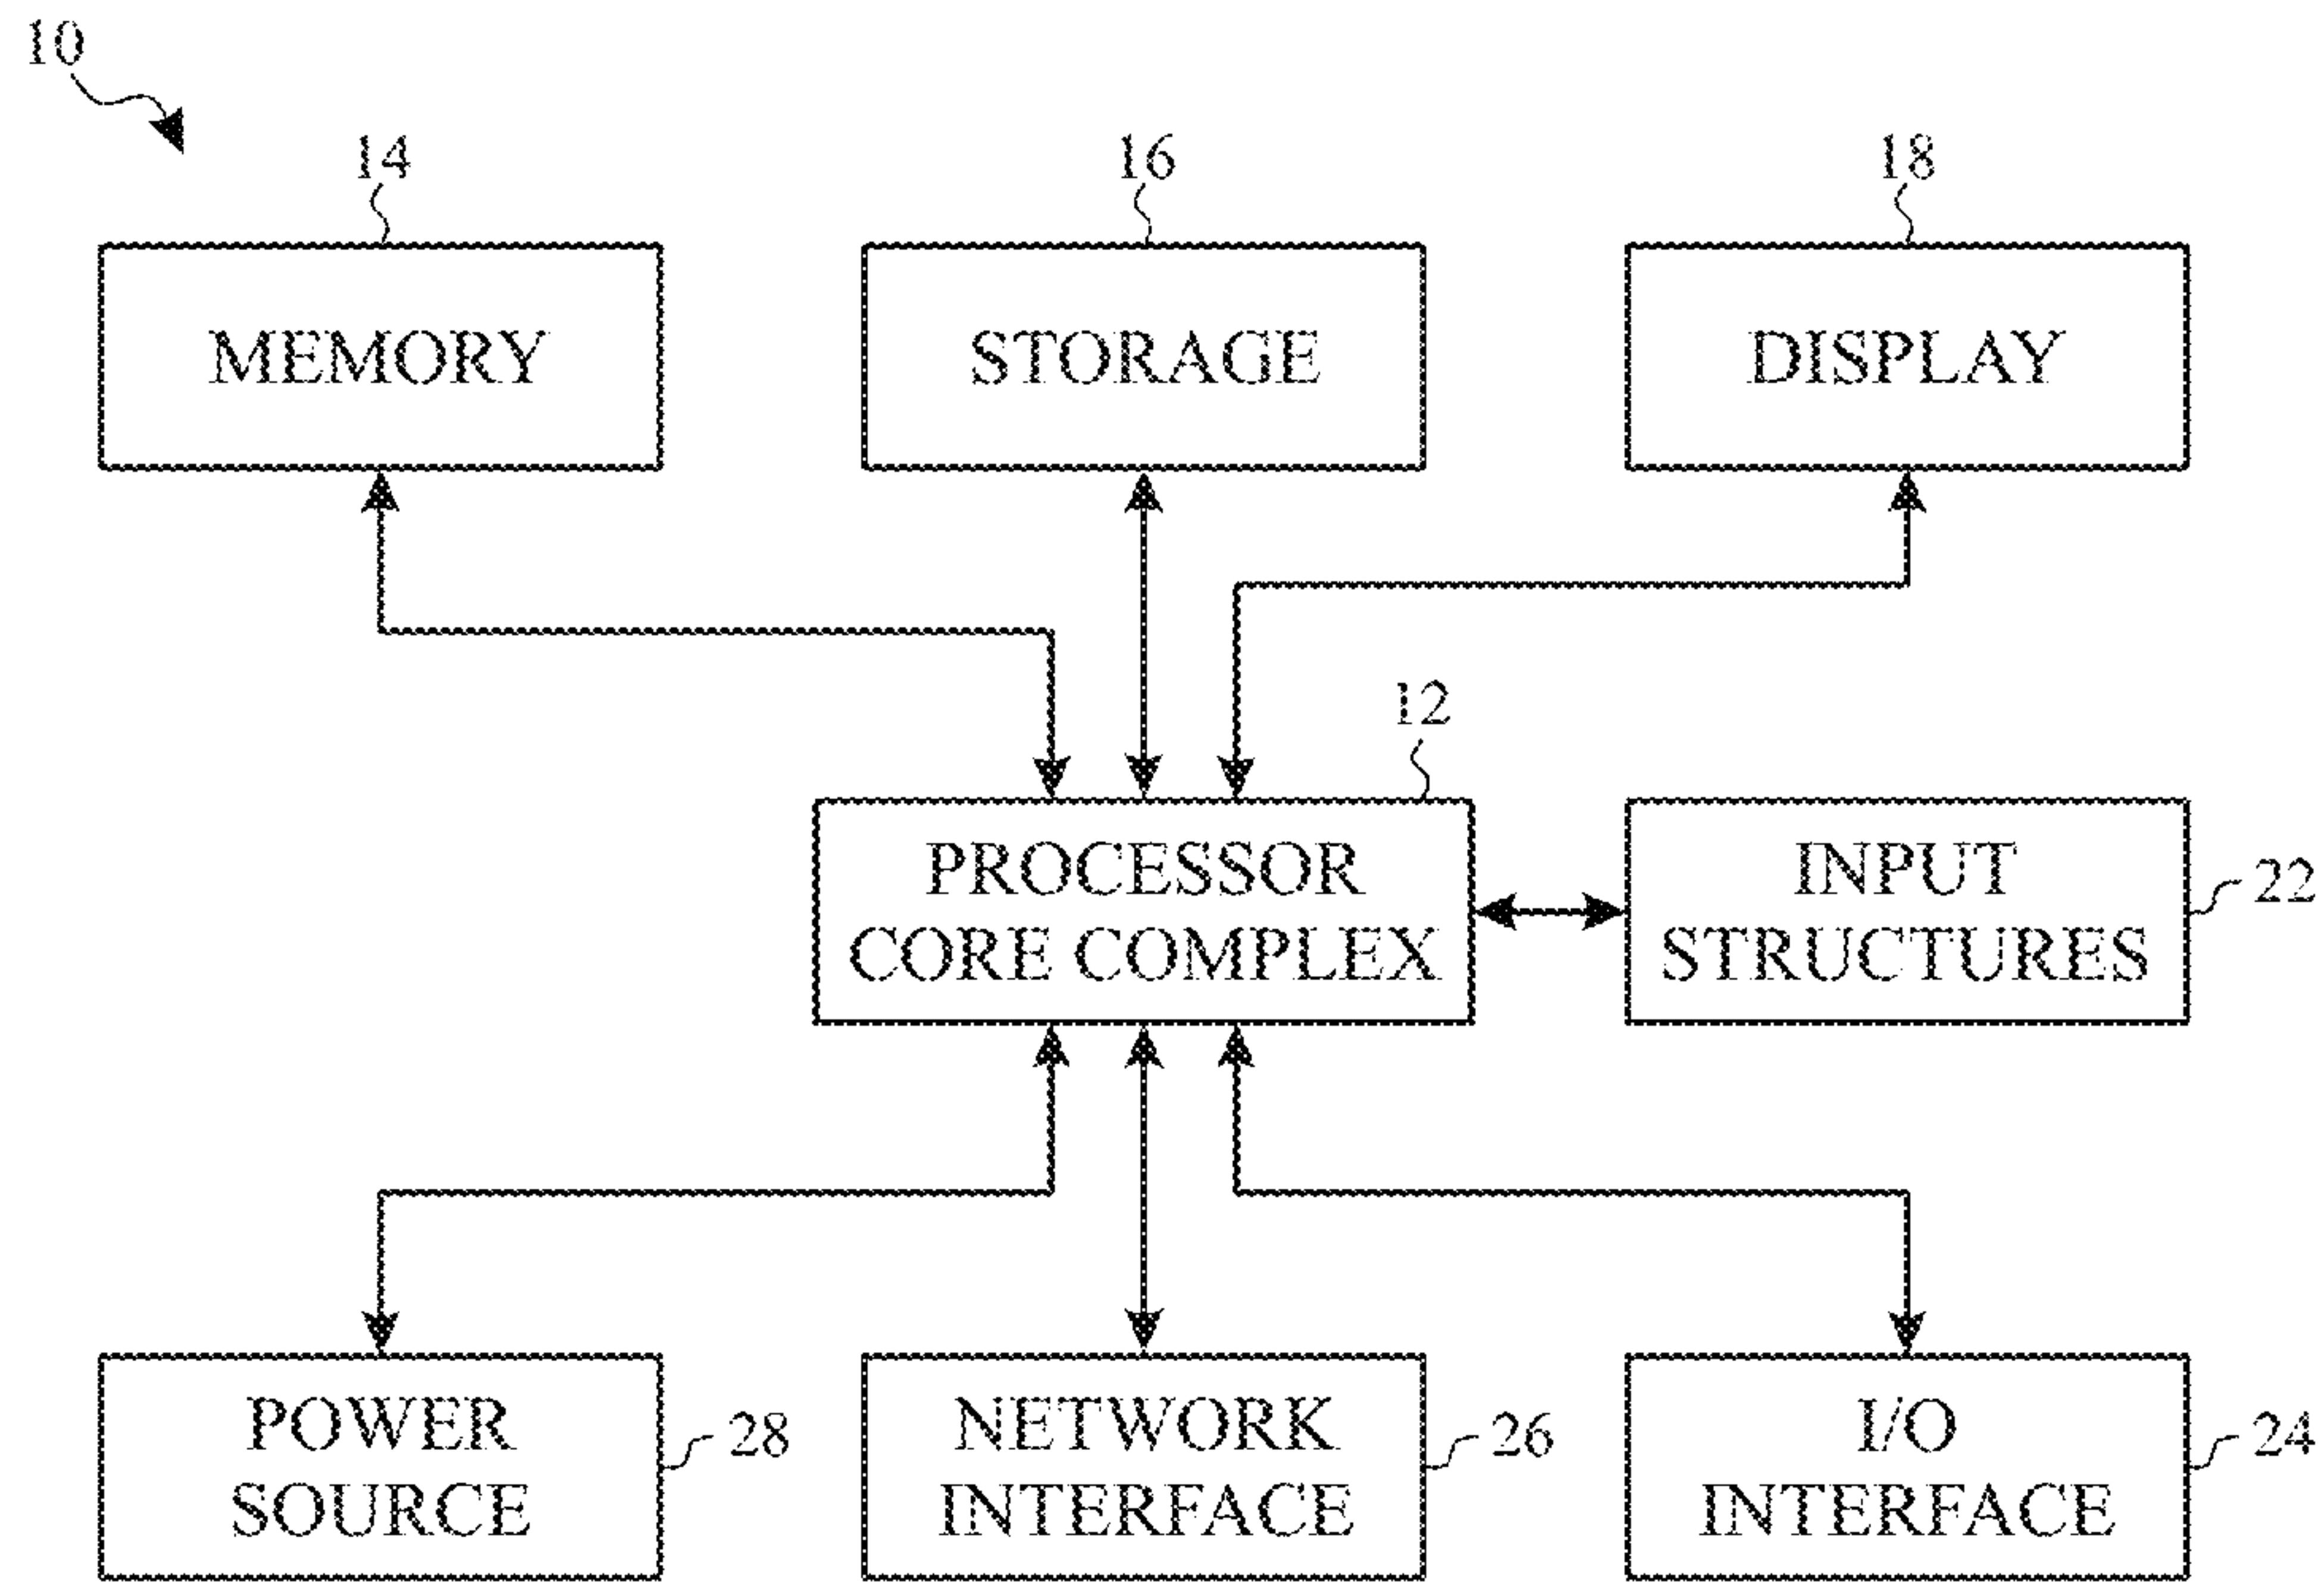 10
14
16
18
MEMORY
STORAGE
DISPLAY
12
PROCESSOR
CORE COMPLEX
INPUT
STRUCTURES
22
POWER
SOURCE
28
NETWORK
INTERFACE
26
I/O
INTERFACE
24